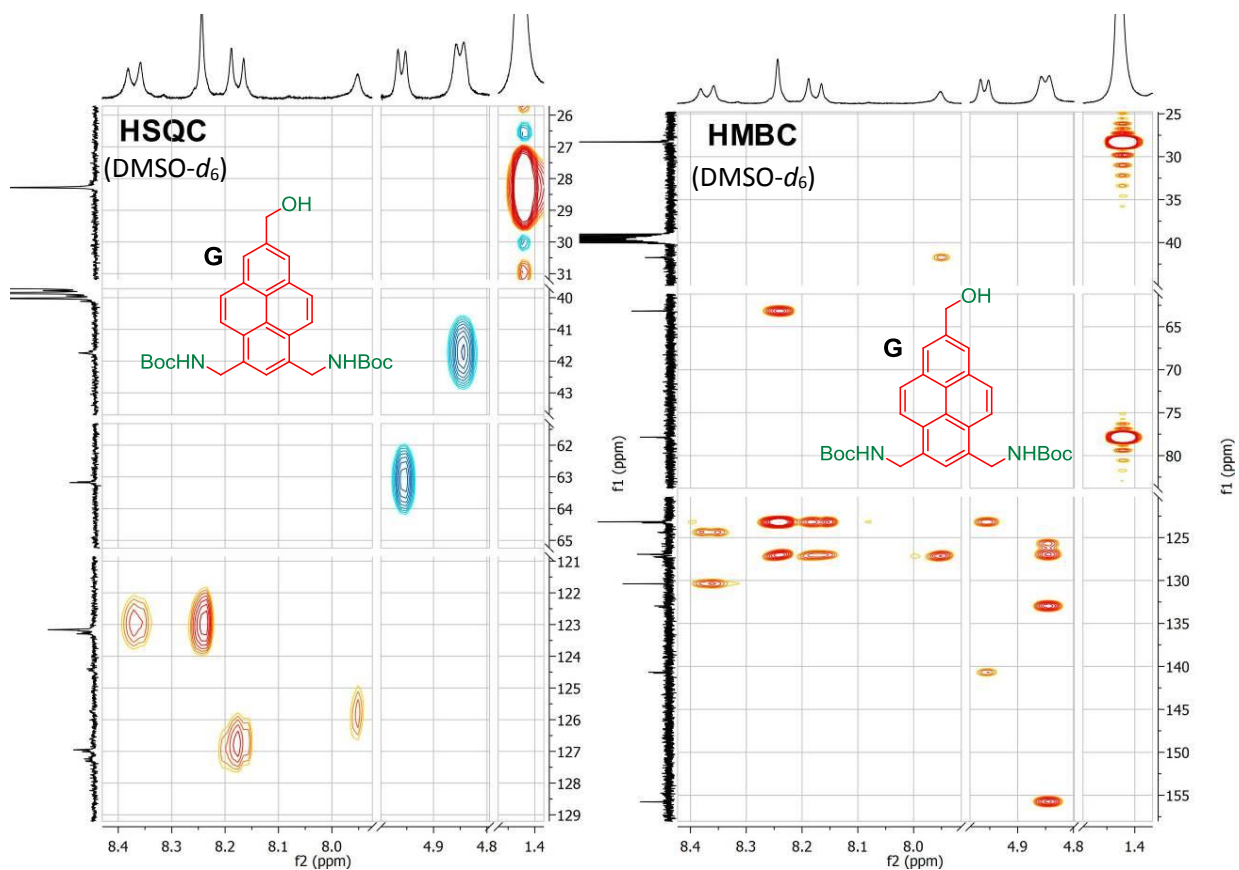 HSQC
(DMSO-d6)
OH
G
BocHN
NHBoc
26
27
28
29
30
31
40
41
42
43
62
63
64
65
121
122
123
124
125
126
127
128
129
f1 (ppm)
8.4 8.3 8.2 8.1 8.0 4.9 4.8 1.4
f2 (ppm)
HMBC
(DMSO-d6)
OH
G
BocHN
NHBoc
25
30
35
40
65
70
75
80
125
130
135
140
145
150
155
f1 (ppm)
8.4 8.3 8.2 8.1 8.0 4.9 4.8 1.4
f2 (ppm)